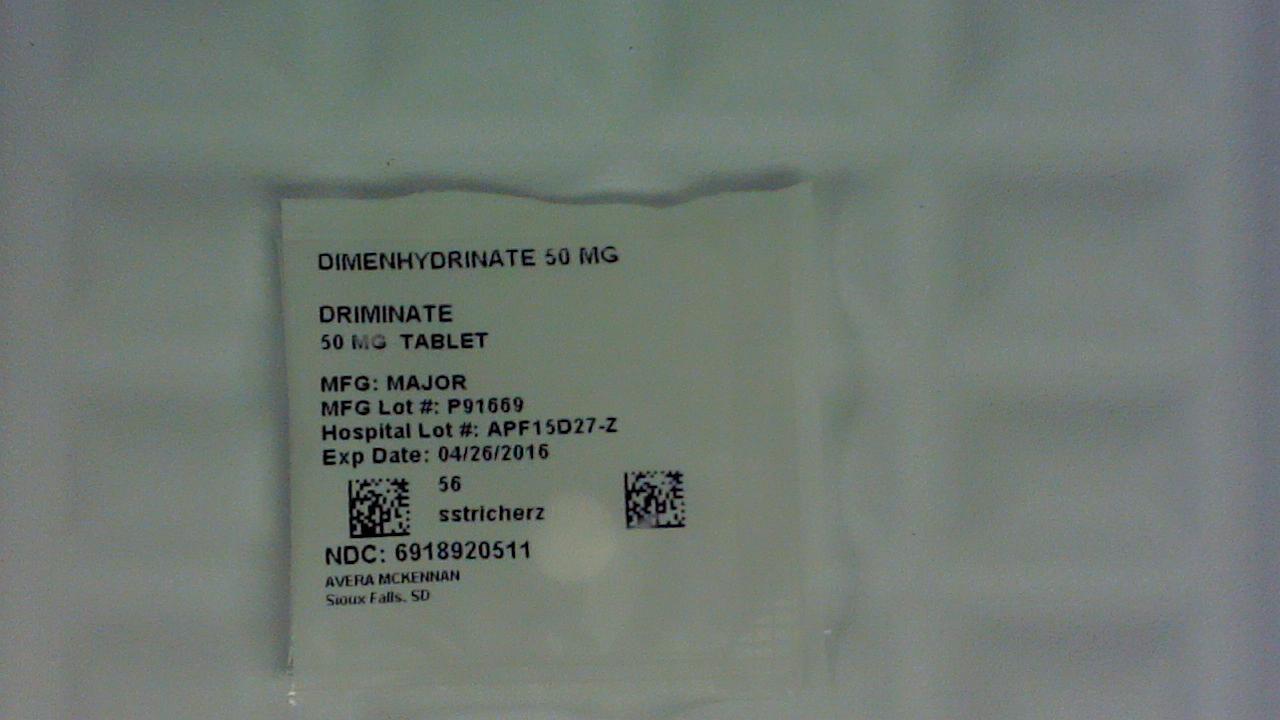 DIMENHYDRINATE 50 MG
DRIMINATE
50 MG TABLET
MFG: MAJOR
MFG Lot #: P91669
Hospital Lot #: APF15D27-Z
Exp Date: 04/26/2016
56
sstricherz
NDC: 6918920511
AVERA MCKENNAN
Sioux Falls, SD